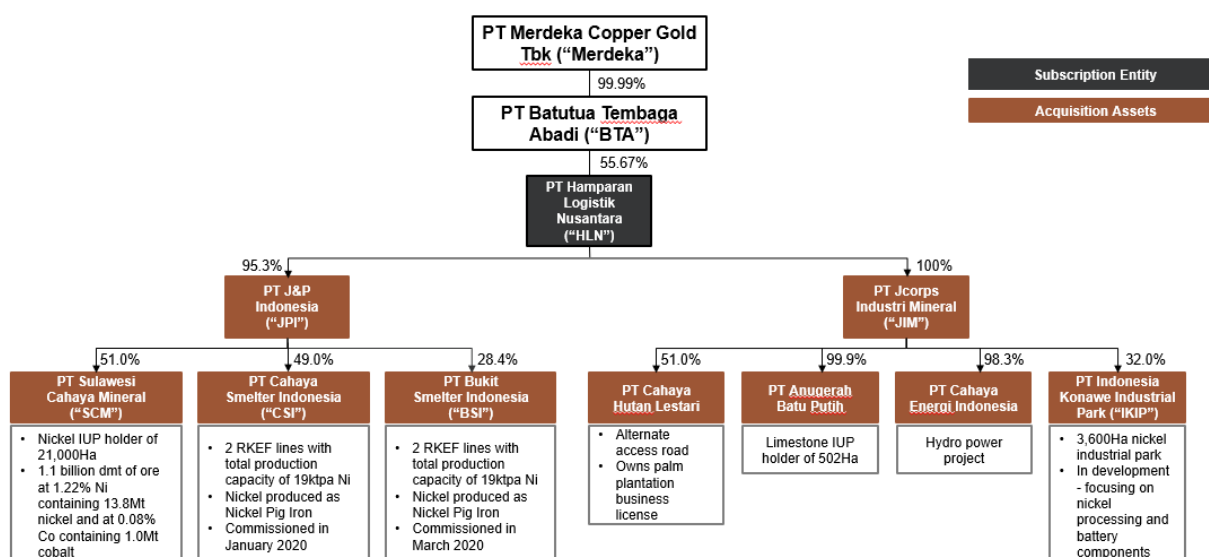 PT Merdeka Copper Gold
Tbk (“Merdeka”)
99.99%
Subscription Entity
Acquisition Assets
PT Batutua Tembaga
Abadi (“BTA”)
55.67%
PT Hamparan
Logistik
Nusantara
(“HLN”)
95.3%
100%
PT J&P
Indonesia
(“JPI”)
PT Jcorps
Industri Mineral
(“JIM”)
51.0%
49.0%
28.4%
51.0%
99.9%
98.3%
32.0%
PT Sulawesi
Cahaya Mineral
(“SCM”)
PT Cahaya
Smelter Indonesia
(“CSI”)
PT Bukit
Smelter Indonesia
(“BSI”)
PT Cahaya
Hutan Lestari
PT Anugerah
Batu Putih
PT Cahaya
Energi Indonesia
PT Indonesia
Konawe Industrial
Park (“IKIP”)
• Nickel IUP holder of
21,000Ha
• 1.1 billion dmt of ore
at 1.22% Ni
containing 13.8Mt
nickel and at 0.08%
Co containing 1.0Mt
cobalt
• 2 RKEF lines with
total production
capacity of 19ktpa Ni
• Nickel produced as
Nickel Pig Iron
• Commissioned in
January 2020
• 2 RKEF lines with
total production
capacity of 19ktpa Ni
• Nickel produced as
Nickel Pig Iron
• Commissioned in
March 2020
• Alternate
access road
• Owns palm
plantation
business
license
Limestone IUP
holder of 502Ha
Hydro power
project
• 3,600Ha nickel
industrial park
• In development
- focusing on
nickel
processing and
battery
components